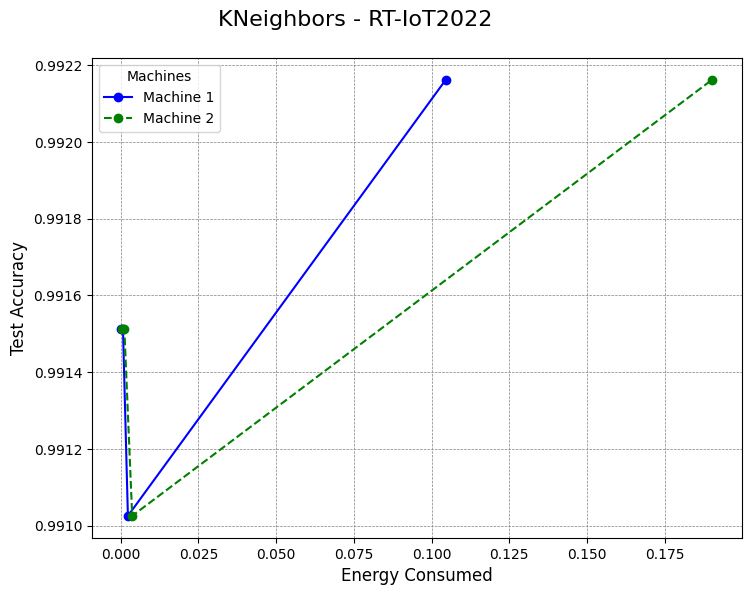 KNeighbors - RT-IoT2022
Machines
Machine 1
Machine 2
0.9922
0.9920
0.9918
0.9916
0.9914
0.9912
0.9910
Test Accuracy
0.000
0.025
0.050
0.075
0.100
0.125
0.150
0.175
Energy Consumed